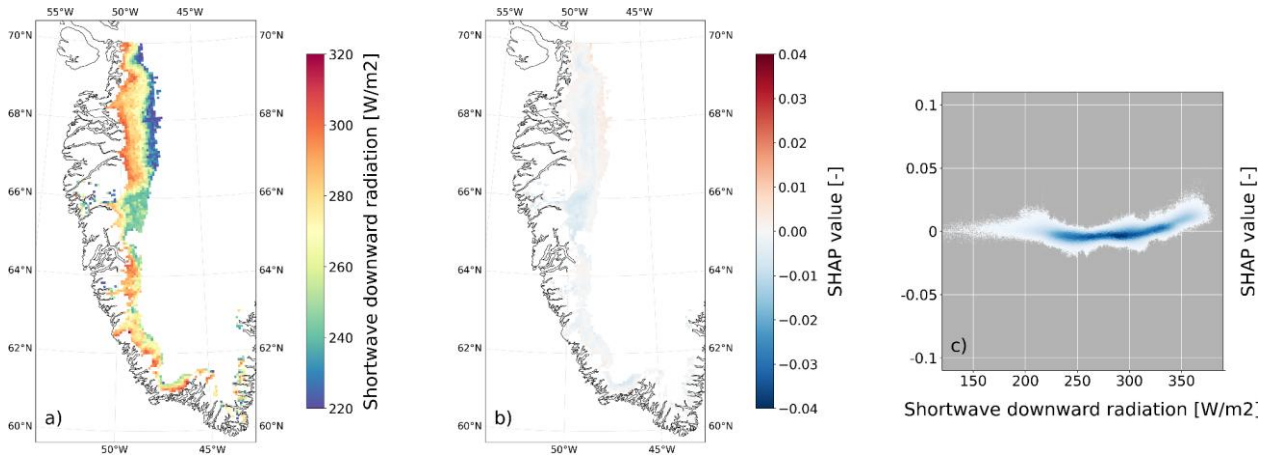 55°W 50°W 45°W
70°N 70°N
68°N 68°N
66°N 66°N
64°N 64°N
62°N 62°N
60°N 60°N
50°W 45°W
a)
320
300
280
260
240
220
Shortwave downward radiation [W/m2]
55°W 50°W 45°W
70°N 70°N
68°N 68°N
66°N 66°N
64°N 64°N
62°N 62°N
60°N 60°N
50°W 45°W
b)
0.04
0.03
0.02
0.01
0.00
−0.01
−0.02
−0.03
−0.04
SHAP value [-]
0.1
0.05
0
-0.05
-0.1
c)
150 200 250 300 350
Shortwave downward radiation [W/m2]
SHAP value [-]